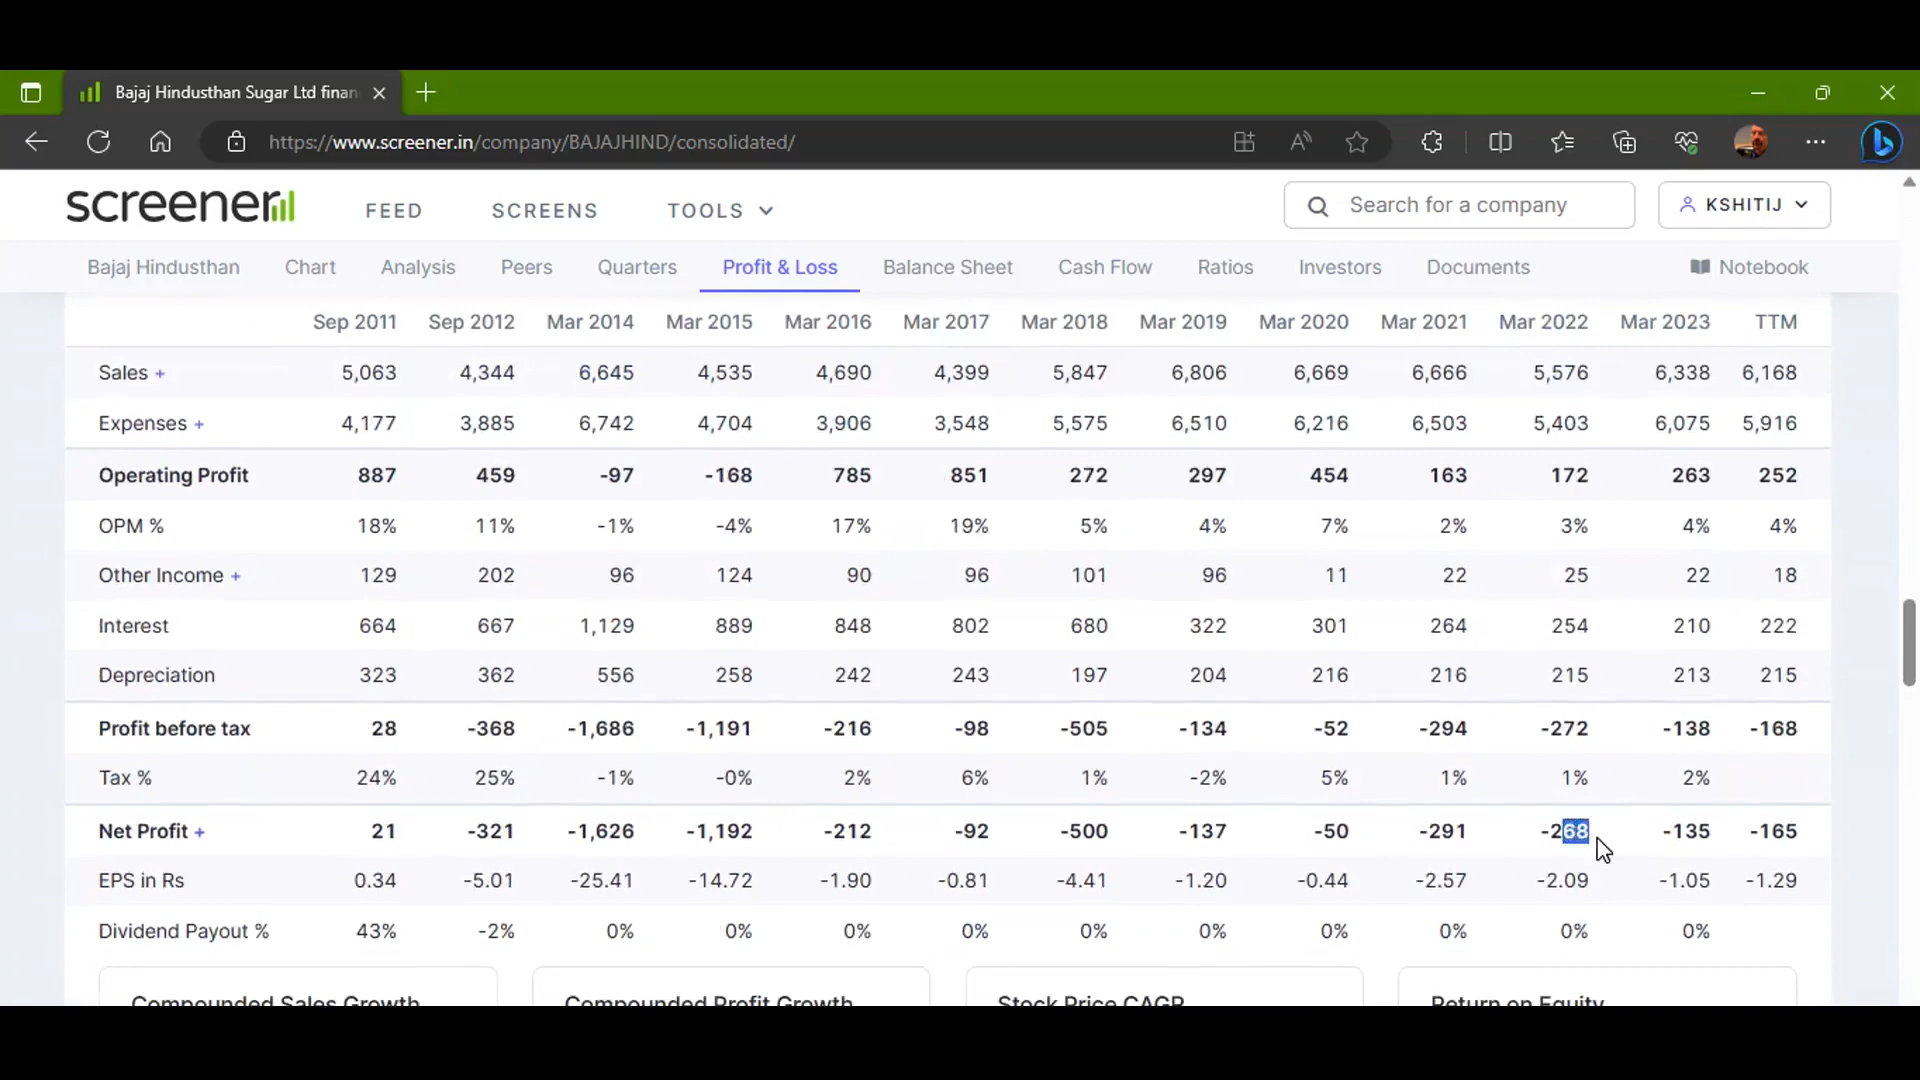 Bajaj Hindusthan Sugar Ltd finan
https://www.screener.in/company/BAJAJHIND/consolidated/
screener FEED SCREENS TOOLS Search for a company KSHITIJ
Bajaj Hindusthan Chart Analysis Peers Quarters Profit & Loss Balance Sheet Cash Flow Ratios Investors Documents Notebook
Sep 2011 Sep 2012 Mar 2014 Mar 2015 Mar 2016 Mar 2017 Mar 2018 Mar 2019 Mar 2020 Mar 2021 Mar 2022 Mar 2023 TTM
Sales + 5,063 4,344 6,645 4,535 4,690 4,399 5,847 6,806 6,669 6,666 5,576 6,338 6,168
Expenses + 4,177 3,885 6,742 4,704 3,906 3,548 5,575 6,510 6,216 6,503 5,403 6,075 5,916
Operating Profit 887 459 -97 -168 785 851 272 297 454 163 172 263 252
OPM % 18% 11% -1% -4% 17% 19% 5% 4% 7% 2% 3% 4% 4%
Other Income + 129 202 96 124 90 96 101 96 11 22 25 22 18
Interest 664 667 1,129 889 848 802 680 322 301 264 254 210 222
Depreciation 323 362 556 258 242 243 197 204 216 216 215 213 215
Profit before tax 28 -368 -1,686 -1,191 -216 -98 -505 -134 -52 -294 -272 -138 -168
Tax % 24% 25% -1% -0% 2% 6% 1% -2% 5% 1% 1% 2%
Net Profit + 21 -321 -1,626 -1,192 -212 -92 -500 -137 -50 -291 -268 -135 -165
EPS in Rs 0.34 -5.01 -25.41 -14.72 -1.90 -0.81 -4.41 -1.20 -0.44 -2.57 -2.09 -1.05 -1.29
Dividend Payout % 43% -2% 0% 0% 0% 0% 0% 0% 0% 0% 0% 0%
Compounded Sales Growth Compounded Profit Growth Stock Price CAGR Return on Equity